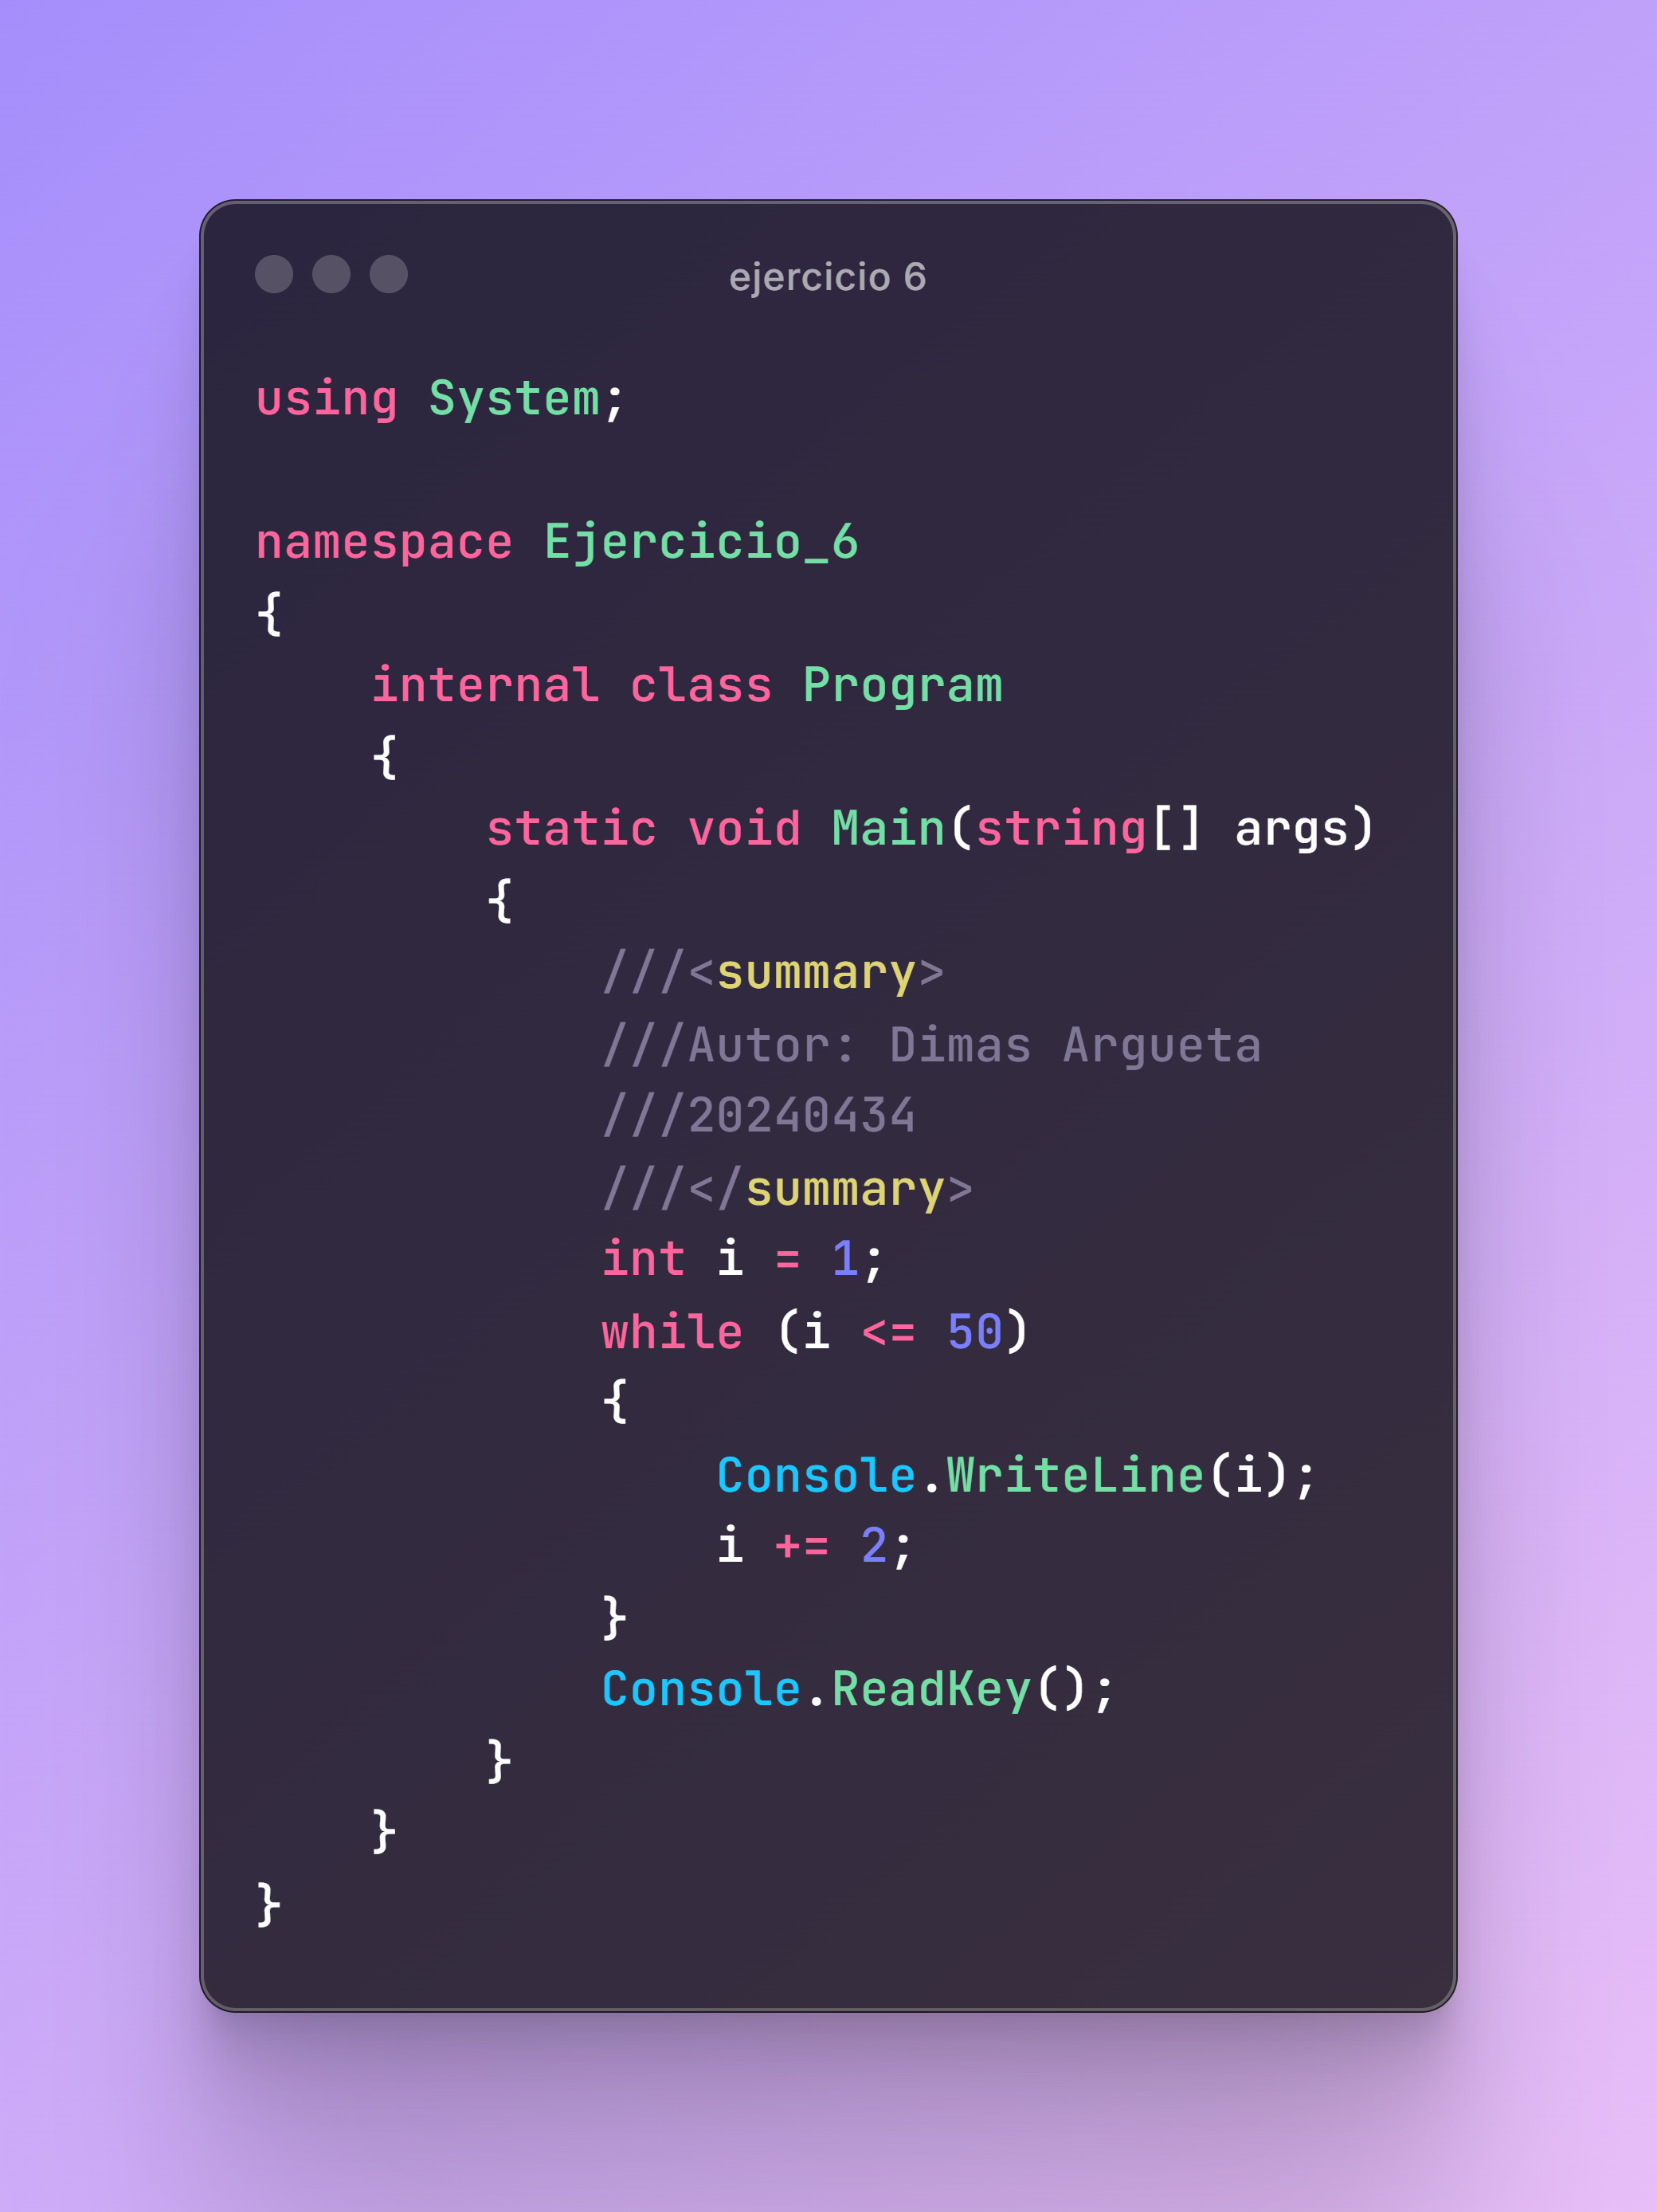 ejercicio 6
using System;
namespace Ejercicio_6
{
    internal class Program
    {
        static void Main(string[] args)
        {
            ///<summary>
            ///Autor: Dimas Argueta
            ///20240434
            ///</summary>
            int i = 1;
            while (i <= 50)
            {
                Console.WriteLine(i);
                i += 2;
            }
            Console.ReadKey();
        }
    }
}